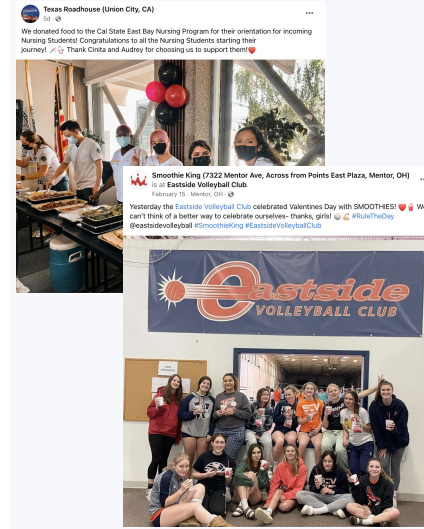 Texas Roadhouse (Union City, CA)
5d ·
We donated food to the Cal State East Bay Nursing Program for their orientation for incoming
Nursing Students! Congratulations to all the Nursing Students starting their
journey! 💉🩺 Thank Cinita and Audrey for choosing us to support them!❤️
Smoothie King (7322 Mentor Ave, Across from Points East Plaza, Mentor, OH)
is at Eastside Volleyball Club.
February 15 · Mentor, OH ·
Yesterday the Eastside Volleyball Club celebrated Valentines Day with SMOOTHIES! ❤️🥤 We
can't think of a better way to celebrate ourselves- thanks, girls! 🏐💪 #RuleTheDay
@eastsidevolleyball #SmoothieKing #EastsideVolleyballClub
Eastside
VOLLEYBALL CLUB